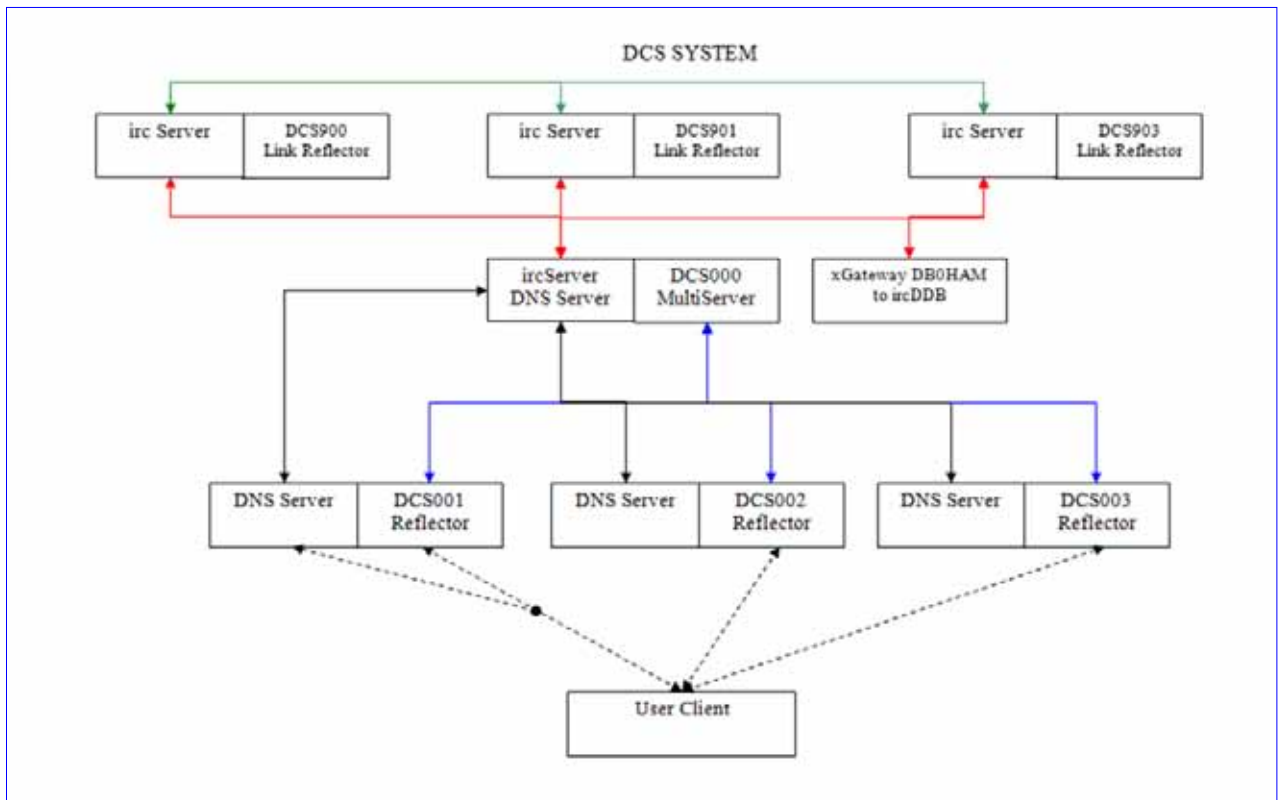 DCS SYSTEM
irc Server
DCS900
Link Reflector
irc Server
DCS901
Link Reflector
irc Server
DCS903
Link Reflector
ircServer
DNS Server
DCS000
MultiServer
xGateway DB0HAM
to ircDDB
DNS Server
DCS001
Reflector
DNS Server
DCS002
Reflector
DNS Server
DCS003
Reflector
User Client